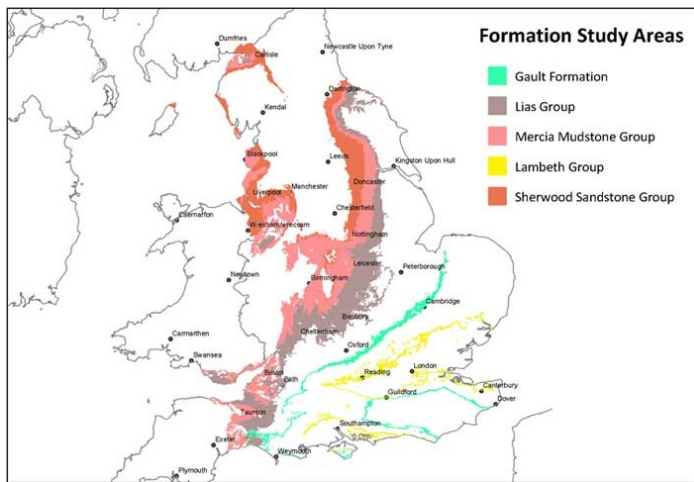 Formation Study Areas
Gault Formation
Lias Group
Mercia Mudstone Group
Lambeth Group
Sherwood Sandstone Group
Dumfries
Carlisle
Newcastle Upon Tyne
Darlington
Kendal
Blackpool
Leeds
Kingston Upon Hull
Doncaster
Liverpool
Manchester
Chesterfield
Caernarfon
Wrexham/wrecsam
Nottingham
Leicester
Peterborough
Newtown
Birmingham
Cambridge
Banbury
Cheltenham
Carmarthen
Oxford
Swansea
Bristol
Bath
Reading
London
Guildford
Canterbury
Dover
Taunton
Southampton
Exeter
Weymouth
Plymouth